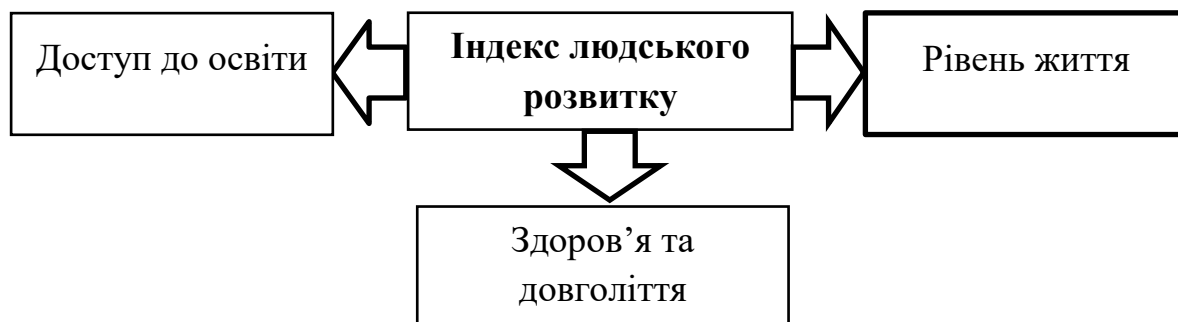 Доступ до освіти
Індекс людського
розвитку
Рівень життя
Здоров’я та
довголіття